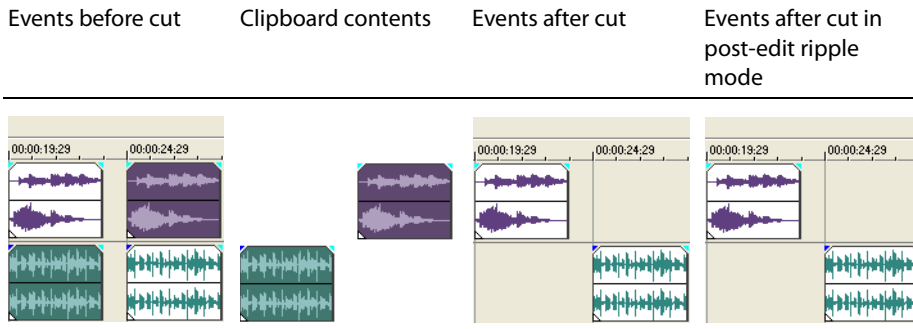 Events before cut
Clipboard contents
Events after cut
Events after cut in
post-edit ripple
mode
00:00:19:29
00:00:24:29
00:00:19:29
00:00:24:29
00:00:19:29
00:00:24:29